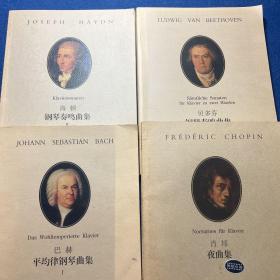 JOSEPH HAYDN
Klaviersonaten
海顿
钢琴奏鸣曲集
LUDWIG VAN BEETHOVEN
Sämtliche Sonaten
für Klavier zu zwei Händen
贝多芬
JOHANN SEBASTIAN BACH
Das Wohltemperierte Klavier
巴赫
平均律钢琴曲集
I
FRÉDÉRIC CHOPIN
Nocturnes für Klavier
肖邦
夜曲集